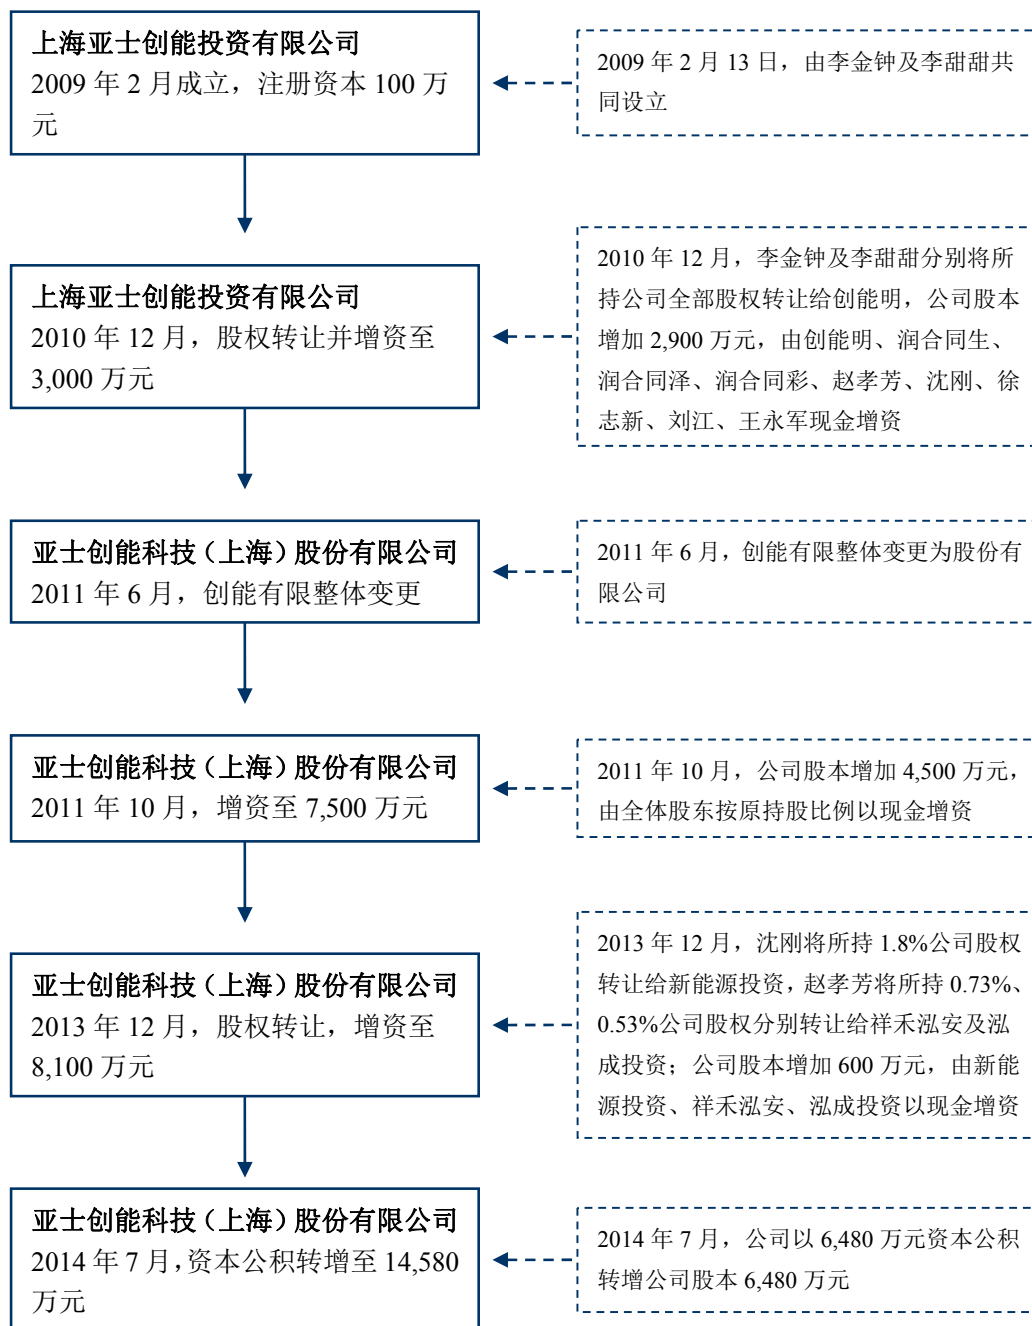 上海亚士创能投资有限公司
2009 年 2 月成立，注册资本 100 万
元
2009 年 2 月 13 日，由李金钟及李甜甜共
同设立
上海亚士创能投资有限公司
2010 年 12 月，股权转让并增资至
3,000 万元
2010 年 12 月，李金钟及李甜甜分别将所
持公司全部股权转让给创能明，公司股本
增加 2,900 万元，由创能明、润合同生、
润合同泽、润合同彩、赵孝芳、沈刚、徐
志新、刘江、王永军现金增资
亚士创能科技（上海）股份有限公司
2011 年 6 月，创能有限整体变更
2011 年 6 月，创能有限整体变更为股份有
限公司
亚士创能科技（上海）股份有限公司
2011 年 10 月，增资至 7,500 万元
2011 年 10 月，公司股本增加 4,500 万元，
由全体股东按原持股比例以现金增资
亚士创能科技（上海）股份有限公司
2013 年 12 月，股权转让，增资至
8,100 万元
2013 年 12 月，沈刚将所持 1.8%公司股权
转让给新能源投资，赵孝芳将所持 0.73%、
0.53%公司股权分别转让给祥禾泓安及泓
成投资；公司股本增加 600 万元，由新能
源投资、祥禾泓安、泓成投资以现金增资
亚士创能科技（上海）股份有限公司
2014 年 7 月，资本公积转增至 14,580
万元
2014 年 7 月，公司以 6,480 万元资本公积
转增公司股本 6,480 万元